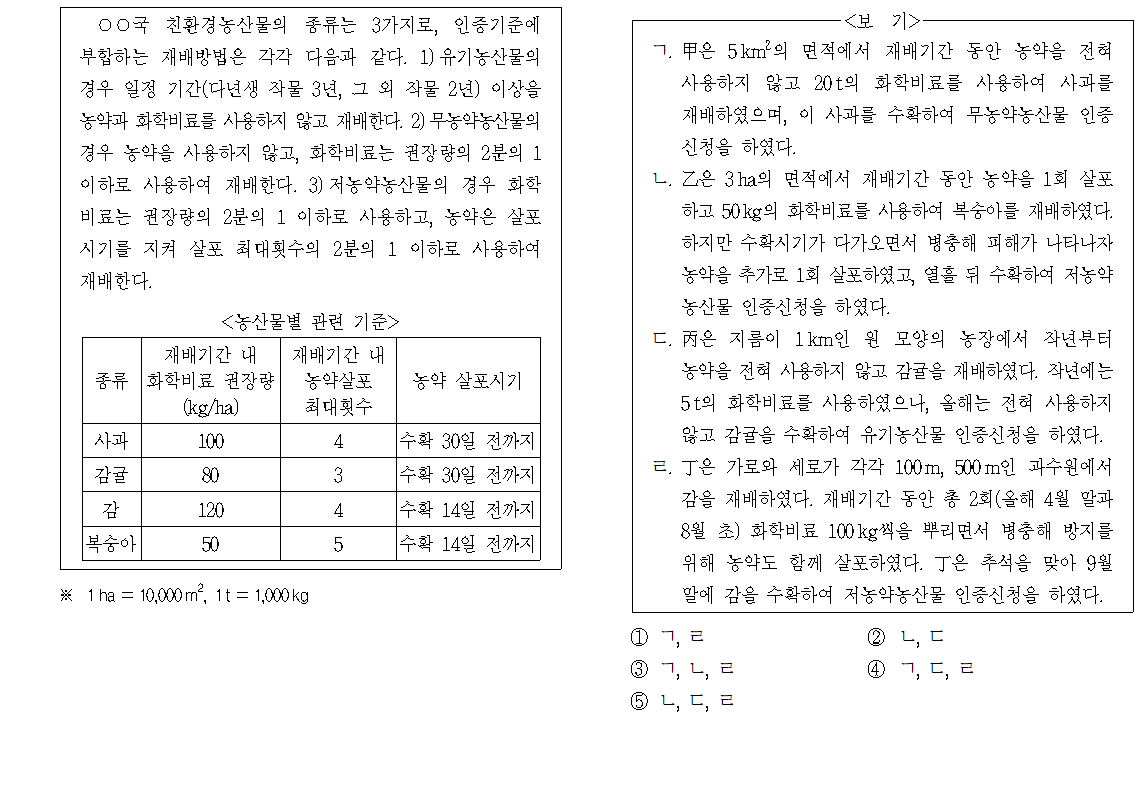 ○○국 친환경농산물의 종류는 3가지로, 인증기준에
부합하는 재배방법은 각각 다음과 같다. 1) 유기농산물의
경우 일정 기간(다년생 작물 3년, 그 외 작물 2년) 이상을
농약과 화학비료를 사용하지 않고 재배한다. 2) 무농약농산물의
경우 농약을 사용하지 않고, 화학비료는 권장량의 2분의 1
이하로 사용하여 재배한다. 3) 저농약농산물의 경우 화학
비료는 권장량의 2분의 1 이하로 사용하고, 농약은 살포
시기를 지켜 살포 최대횟수의 2분의 1 이하로 사용하여
재배한다.
<농산물별 관련 기준>
종류 재배기간 내 화학비료 권장량 (kg/ha) 재배기간 내 농약살포 최대횟수 농약 살포시기
사과 100 4 수확 30일 전까지
감귤 80 3 수확 30일 전까지
감 120 4 수확 14일 전까지
복숭아 50 5 수확 14일 전까지
※ 1 ha = 10,000 m², 1 t = 1,000 kg
<보 기>
ㄱ. 甲은 5 km²의 면적에서 재배기간 동안 농약을 전혀
사용하지 않고 20 t의 화학비료를 사용하여 사과를
재배하였으며, 이 사과를 수확하여 무농약농산물 인증
신청을 하였다.
ㄴ. 乙은 3 ha의 면적에서 재배기간 동안 농약을 1회 살포
하고 50 kg의 화학비료를 사용하여 복숭아를 재배하였다.
하지만 수확시기가 다가오면서 병충해 피해가 나타나자
농약을 추가로 1회 살포하였고, 열흘 뒤 수확하여 저농약
농산물 인증신청을 하였다.
ㄷ. 丙은 지름이 1 km인 원 모양의 농장에서 작년부터
농약을 전혀 사용하지 않고 감귤을 재배하였다. 작년에는
5 t의 화학비료를 사용하였으나, 올해는 전혀 사용하지
않고 감귤을 수확하여 유기농산물 인증신청을 하였다.
ㄹ. 丁은 가로와 세로가 각각 100 m, 500 m인 과수원에서
감을 재배하였다. 재배기간 동안 총 2회(올해 4월 말과
8월 초) 화학비료 100 kg씩을 뿌리면서 병충해 방지를
위해 농약도 함께 살포하였다. 丁은 추석을 맞아 9월
말에 감을 수확하여 저농약농산물 인증신청을 하였다.
① ㄱ, ㄹ
② ㄴ, ㄷ
③ ㄱ, ㄴ, ㄹ
④ ㄱ, ㄷ, ㄹ
⑤ ㄴ, ㄷ, ㄹ